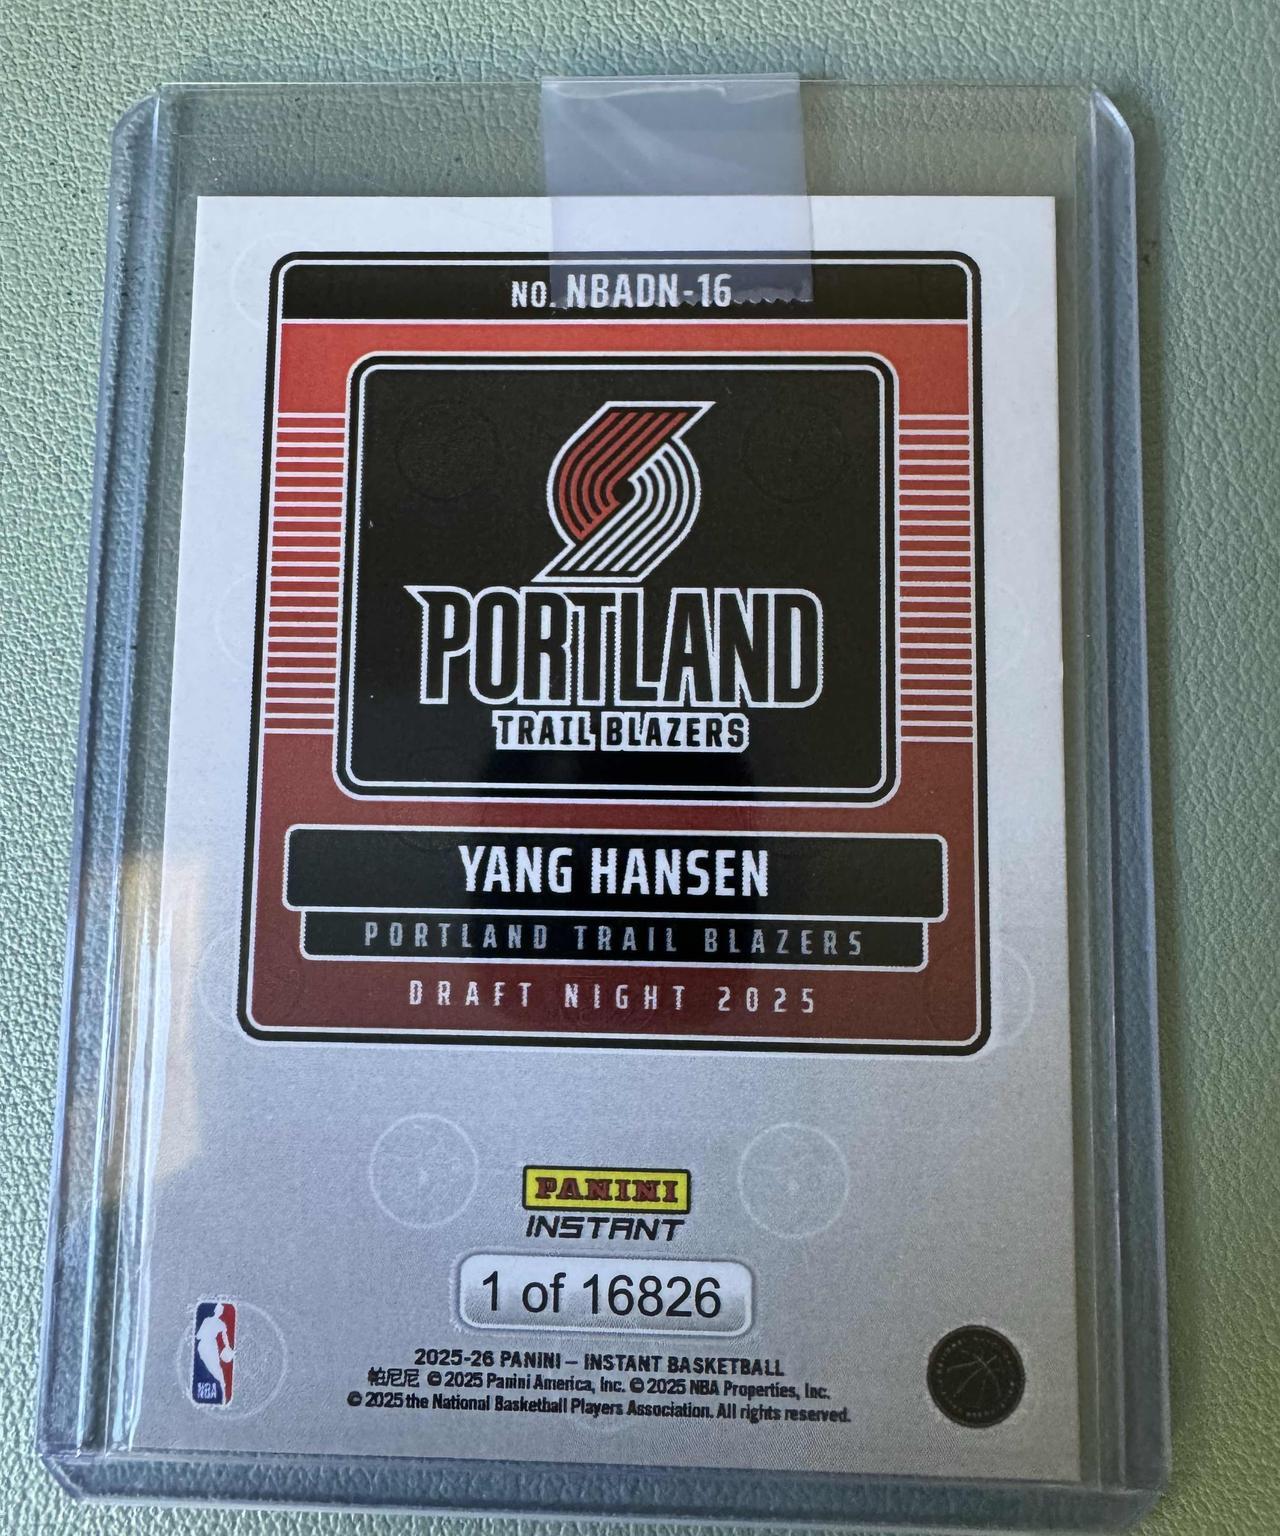 NO. NBADN-16
PORTLAND
TRAIL BLAZERS
YANG HANSEN
PORTLAND TRAIL BLAZERS
DRAFT NIGHT 2025
PANINI
INSTANT
1 of 16826
NBA
2025-26 PANINI – INSTANT BASKETBALL
帕尼尼 © 2025 Panini America, Inc. © 2025 NBA Properties, Inc.
© 2025 the National Basketball Players Association. All rights reserved.